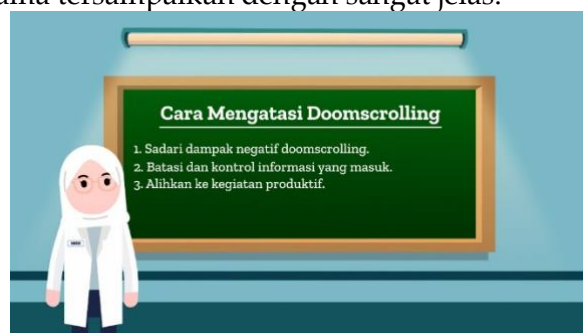 tersampaikan dengan sangat jelas.
Cara Mengatasi Doomscrolling
1. Sadari dampak negatif doomscrolling.
2. Batasi dan kontrol informasi yang masuk.
3. Alihkan ke kegiatan produktif.